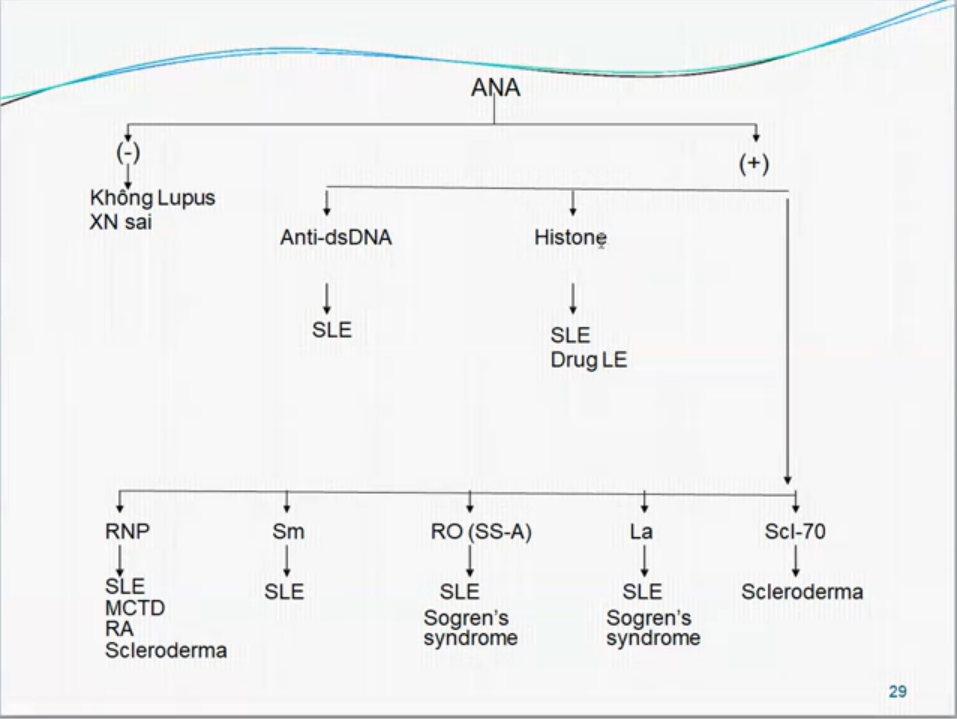 ANA
(-)
(+)
Không Lupus
XN sai
Anti-dsDNA
Histone
SLE
SLE
Drug LE
RNP
Sm
RO (SS-A)
La
Scl-70
SLE
MCTD
RA
Scleroderma
SLE
SLE
Sogren's
syndrome
SLE
Sogren's
syndrome
Scleroderma
29